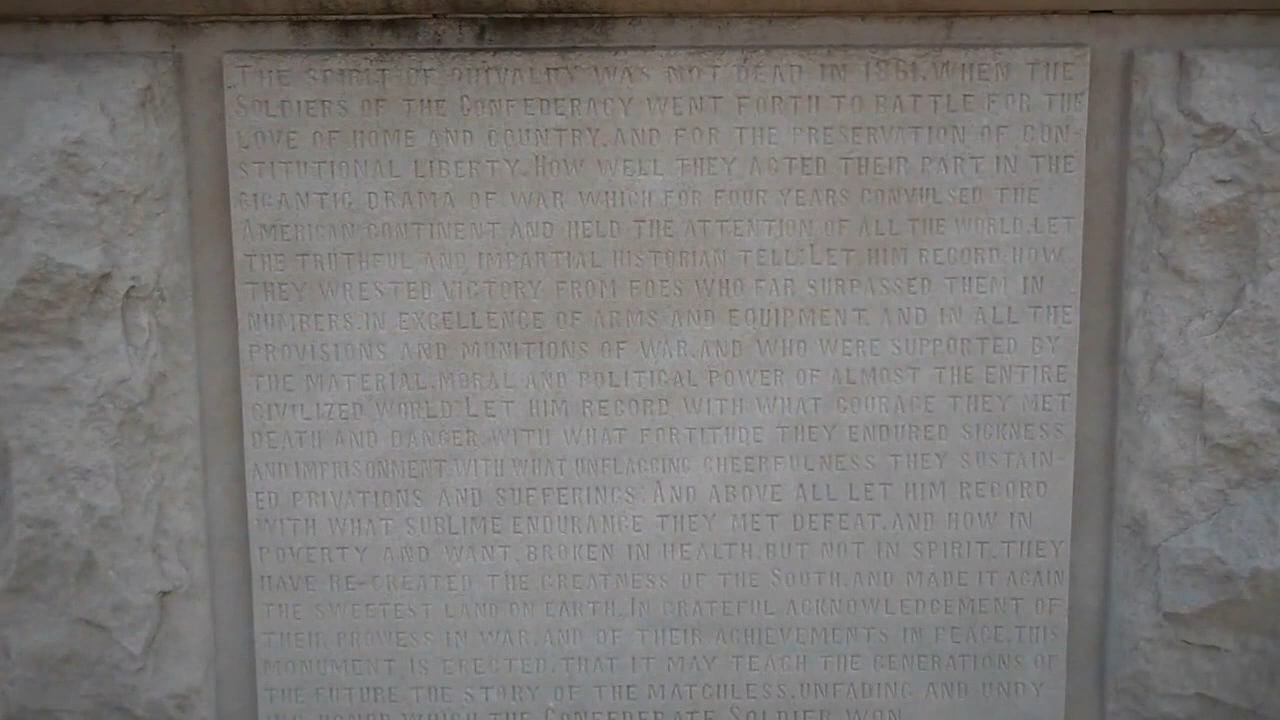 THE SPIRIT OF CHIVALRY WAS NOT DEAD IN 1861, WHEN THE
SOLDIERS OF THE CONFEDERACY WENT FORTH TO BATTLE FOR THE
LOVE OF HOME AND COUNTRY, AND FOR THE PRESERVATION OF CON-
STITUTIONAL LIBERTY. HOW WELL THEY ACTED THEIR PART IN THE
GIGANTIC DRAMA OF WAR WHICH FOR FOUR YEARS CONVULSED THE
AMERICAN CONTINENT, AND HELD THE ATTENTION OF ALL THE WORLD, LET
THE TRUTHFUL AND IMPARTIAL HISTORIAN TELL. LET HIM RECORD HOW
THEY WRESTED VICTORY FROM FOES WHO FAR SURPASSED THEM IN
NUMBERS, IN EXCELLENCE OF ARMS AND EQUIPMENT, AND IN ALL THE
PROVISIONS AND MUNITIONS OF WAR, AND WHO WERE SUPPORTED BY
THE MATERIAL, MORAL AND POLITICAL POWER OF ALMOST THE ENTIRE
CIVILIZED WORLD. LET HIM RECORD WITH WHAT COURAGE THEY MET
DEATH AND DANGER, WITH WHAT FORTITUDE THEY ENDURED SICKNESS
AND IMPRISONMENT, WITH WHAT UNFLAGGING CHEERFULNESS THEY SUSTAIN-
ED PRIVATIONS AND SUFFERINGS. AND ABOVE ALL LET HIM RECORD
WITH WHAT SUBLIME ENDURANCE THEY MET DEFEAT, AND HOW IN
POVERTY AND WANT, BROKEN IN HEALTH, BUT NOT IN SPIRIT, THEY
HAVE RE-CREATED THE GREATNESS OF THE SOUTH, AND MADE IT AGAIN
THE SWEETEST LAND ON EARTH. IN GRATEFUL ACKNOWLEDGEMENT OF
THEIR PROWESS IN WAR, AND OF THEIR ACHIEVEMENTS IN PEACE, THIS
MONUMENT IS ERECTED, THAT IT MAY TEACH THE GENERATIONS OF
THE FUTURE THE STORY OF THE MATCHLESS, UNFADING AND UNDY
ING HONOR WHICH THE CONFEDERATE SOLDIER WON.